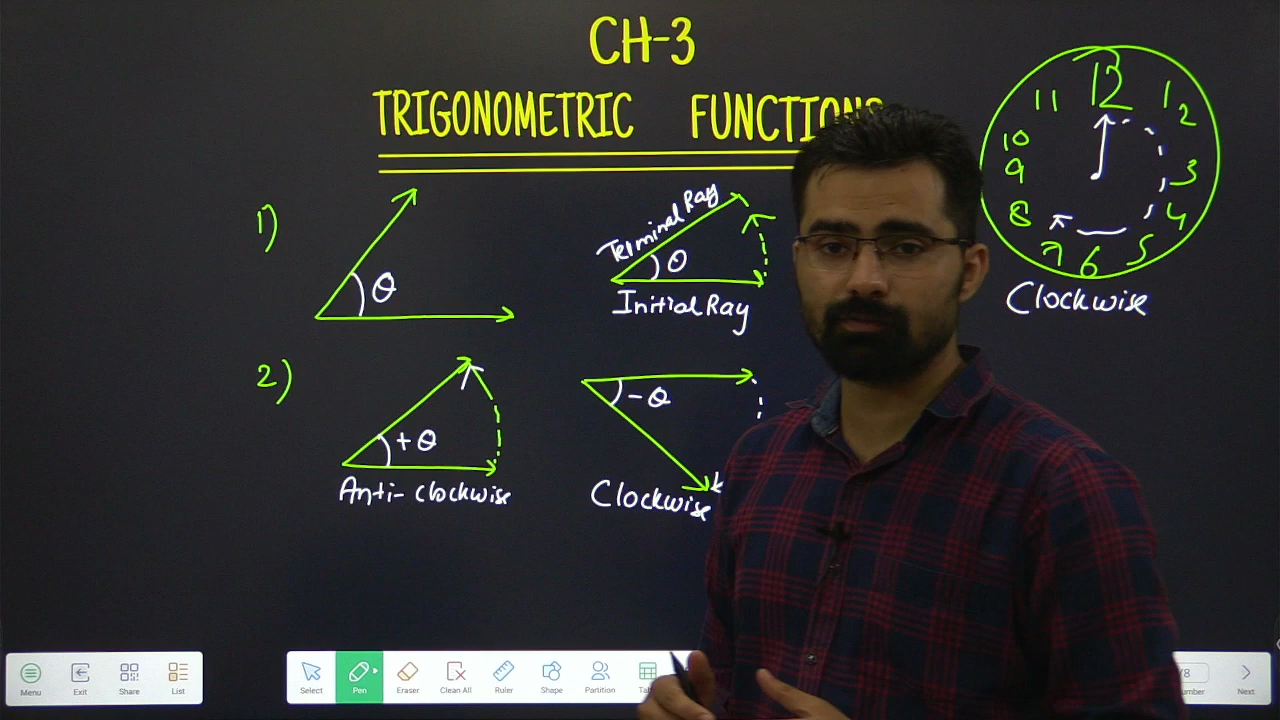 CH-3
TRIGONOMETRIC FUNCTIONS
1)
θ
Terminal Ray
θ
Initial Ray
12
1
2
3
4
5
6
7
8
9
10
11
Clockwise
2)
+θ
Anti-clockwise
-θ
Clockwise
Menu
Exit
Share
List
Select
Pen
Eraser
Clean All
Ruler
Shape
Partition
Next